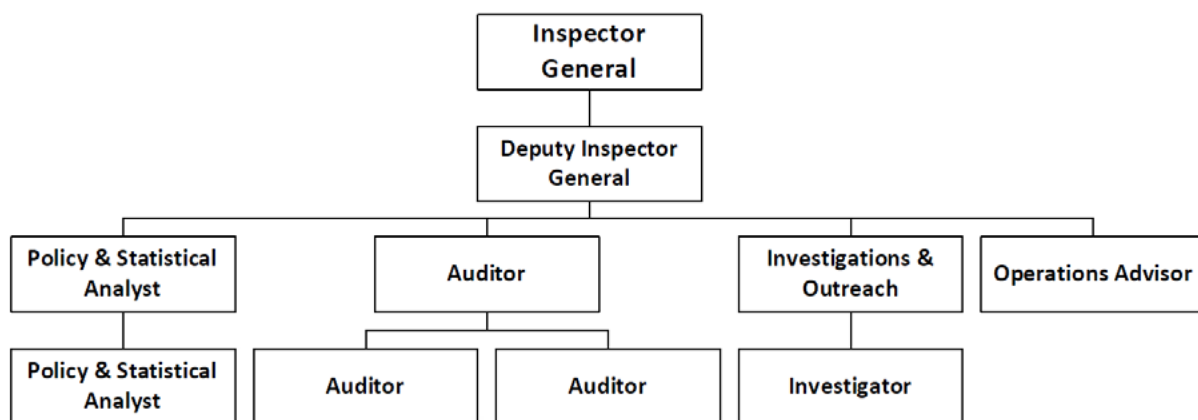 Inspector
General
Deputy Inspector
General
Policy & Statistical
Analyst
Auditor
Investigations &
Outreach
Operations Advisor
Policy & Statistical
Analyst
Auditor
Auditor
Investigator